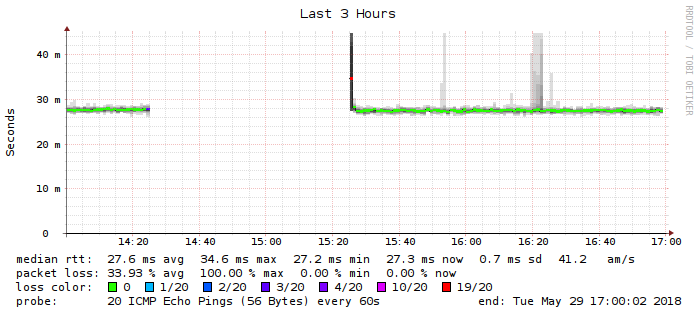 Last 3 Hours
RRDTOOL / TOBI OETIKER
Seconds
40 m
30 m
20 m
10 m
0
14:20 14:40 15:00 15:20 15:40 16:00 16:20 16:40 17:00
median rtt: 27.6 ms avg 34.6 ms max 27.2 ms min 27.3 ms now 0.7 ms sd 41.2 am/s
packet loss: 33.93 % avg 100.00 % max 0.00 % min 0.00 % now
loss color: 0 1/20 2/20 3/20 4/20 10/20 19/20
probe: 20 ICMP Echo Pings (56 Bytes) every 60s end: Tue May 29 17:00:02 2018